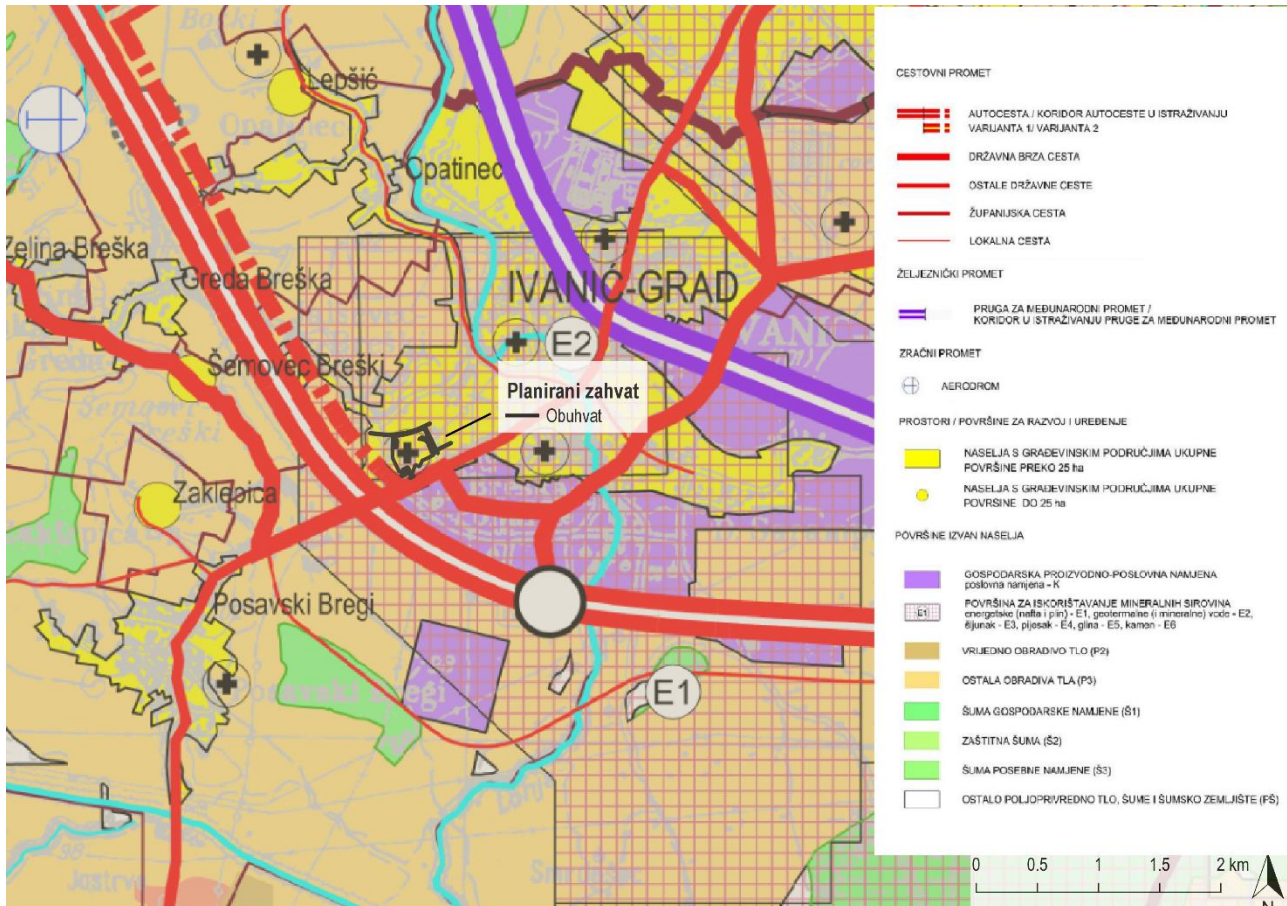 Lepšić
Opatinec
Opatinec
Zelina Breška
Greda Breška
IVANIĆ-GRAD
IVANI
E2
Šemovec Breški
Planirani zahvat
Obuhvat
Zaklepica
Posavski Bregi
E1
98
CESTOVNI PROMET
AUTOCESTA / KORIDOR AUTOCESTE U ISTRAŽIVANJU
VARIJANTA 1/ VARIJANTA 2
DRŽAVNA BRZA CESTA
OSTALE DRŽAVNE CESTE
ŽUPANIJSKA CESTA
LOKALNA CESTA
ŽELJEZNIČKI PROMET
PRUGA ZA MEĐUNARODNI PROMET /
KORIDOR U ISTRAŽIVANJU PRUGE ZA MEĐUNARODNI PROMET
ZRAČNI PROMET
AERODROM
PROSTORI / POVRŠINE ZA RAZVOJ I UREĐENJE
NASELJA S GRAĐEVINSKIM PODRUČJIMA UKUPNE
POVRŠINE PREKO 25 ha
NASELJA S GRAĐEVINSKIM PODRUČJIMA UKUPNE
POVRŠINE DO 25 ha
POVRŠINE IZVAN NASELJA
GOSPODARSKA PROIZVODNO-POSLOVNA NAMJENA
poslovna namjena - K
E1
POVRŠINA ZA ISKORIŠTAVANJE MINERALNIH SIROVINA
energetske (nafta i plin) - E1, geotermalne (i mineralne) vode - E2,
šljunak - E3, pijesak - E4, glina - E5, kamen - E6
VRIJEDNO OBRADIVO TLO (P2)
OSTALA OBRADIVA TLA (P3)
ŠUMA GOSPODARSKE NAMJENE (Š1)
ZAŠTITNA ŠUMA (Š2)
ŠUMA POSEBNE NAMJENE (Š3)
OSTALO POLJOPRIVREDNO TLO, ŠUME I ŠUMSKO ZEMLJIŠTE (PŠ)
0 0.5 1 1.5 2 km
N